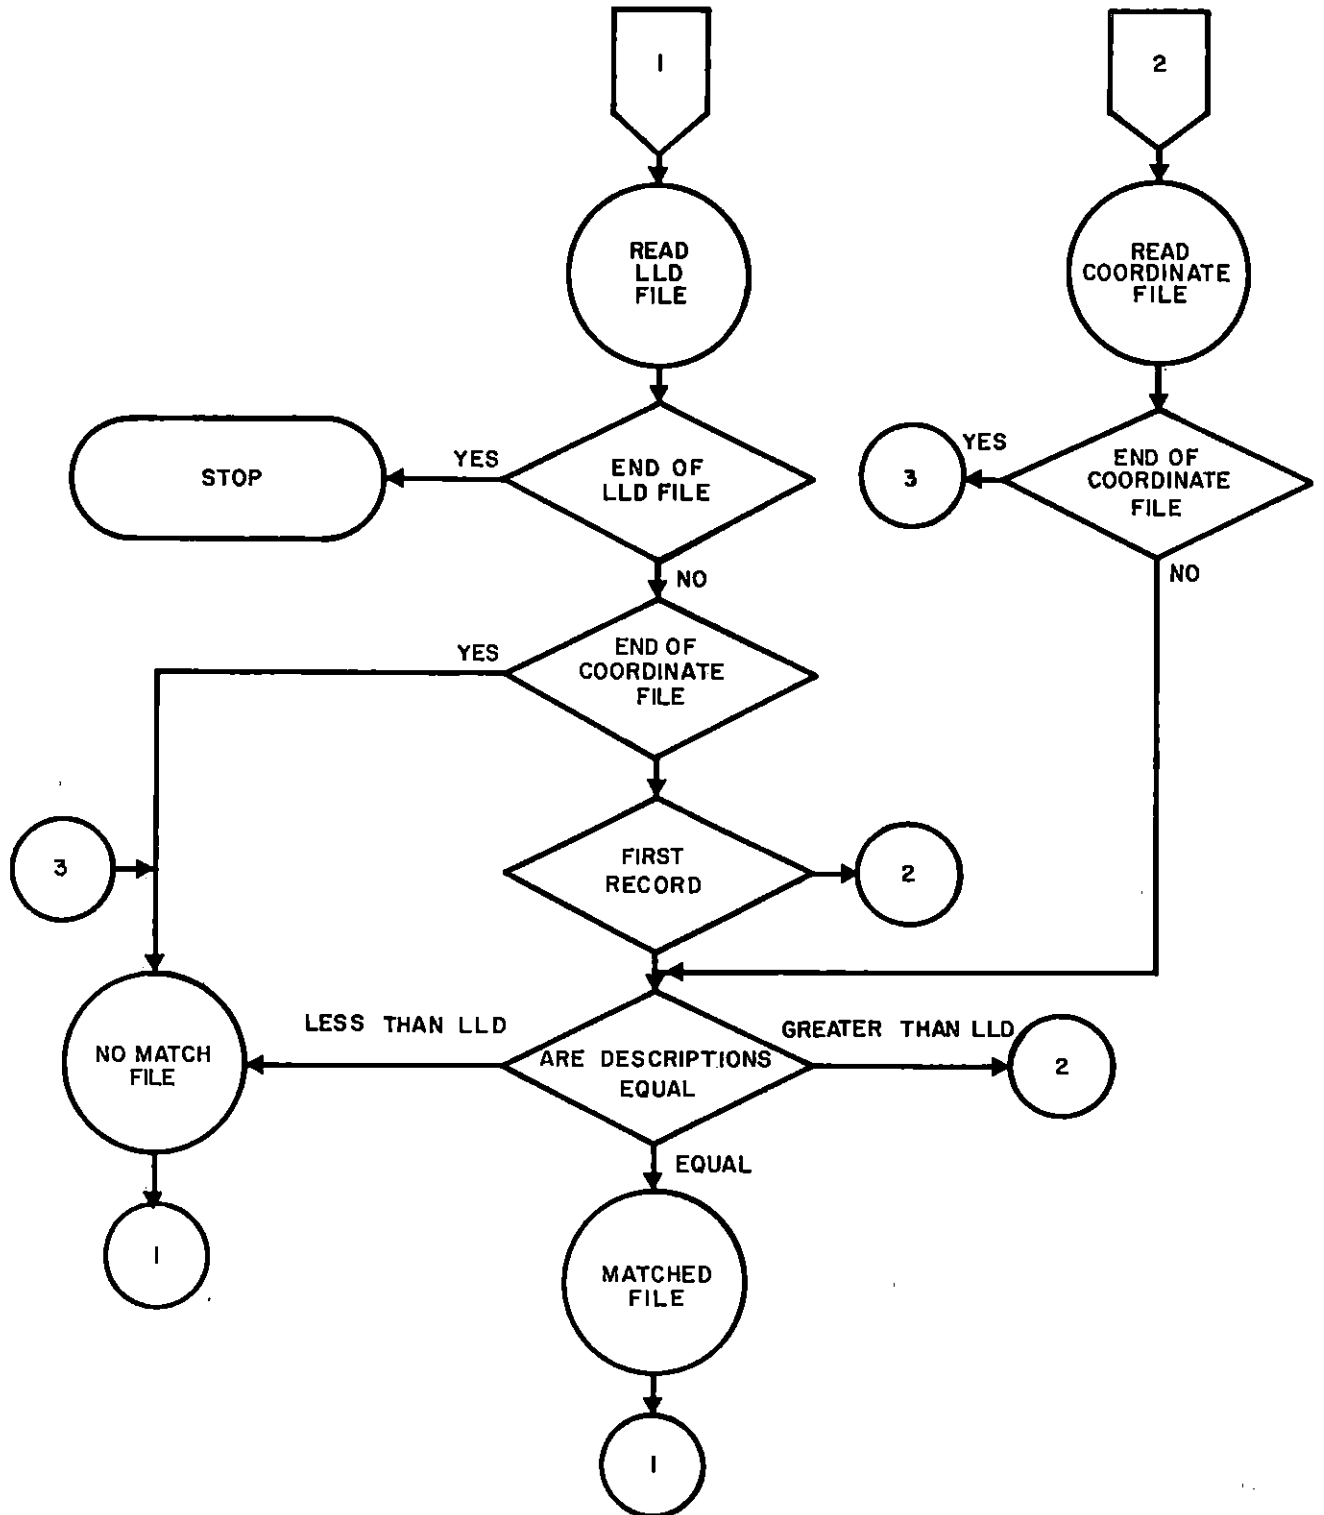 1
2
READ
LLD
FILE
READ
COORDINATE
FILE
YES
STOP
END OF
LLD FILE
YES
3
END OF
COORDINATE
FILE
NO
NO
YES
END OF
COORDINATE
FILE
3
FIRST
RECORD
2
LESS THAN LLD
GREATER THAN LLD
NO MATCH
FILE
ARE DESCRIPTIONS
EQUAL
2
EQUAL
1
MATCHED
FILE
1